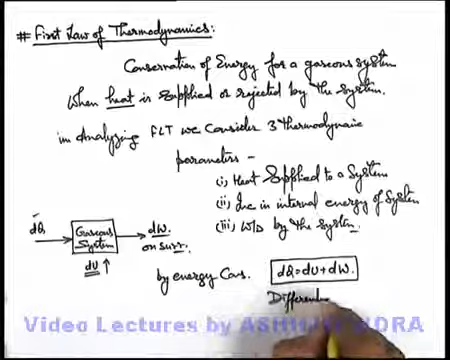 # First Law of Thermodynamics:
Conservation of Energy for a gaseous system
When heat is supplied or rejected by the system.
in Analyzing FLT we Consider 3 thermodynamic
parameters -
(i) Heat Supplied to a System
(ii) Inc in internal energy of System
(iii) W/D by the System.
dQ
Gaseous
System
dU ↑
dW.
on surr.
by energy Cons.
dQ = dU + dW.
Differen
Video Lectures by ASHISH ARORA